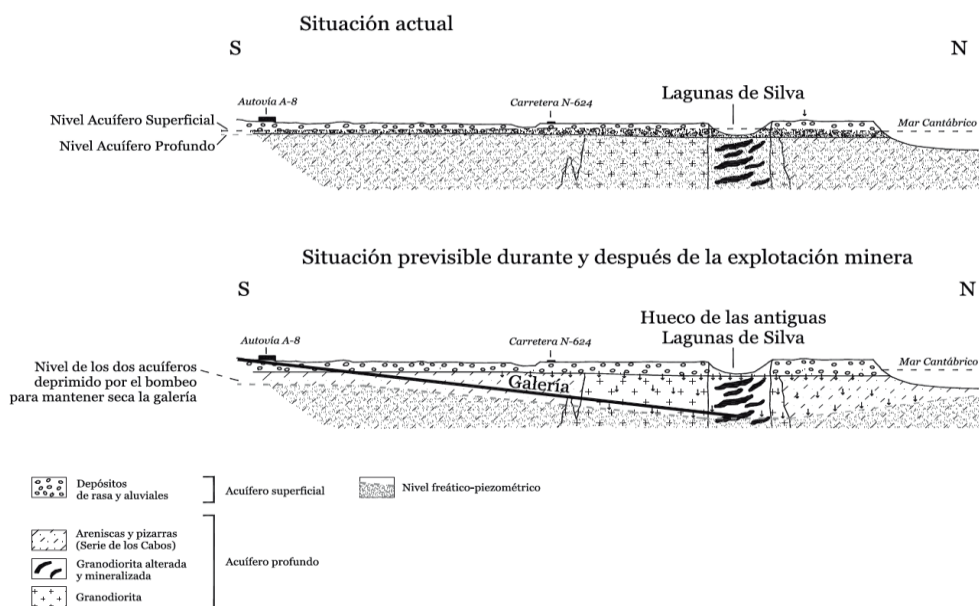 Situación actual
S
N
Autovía A-8
Carretera N-624
Lagunas de Silva
Mar Cantábrico
Nivel Acuífero Superficial
Nivel Acuífero Profundo
Situación previsible durante y después de la explotación minera
S
N
Hueco de las antiguas
Lagunas de Silva
Autovía A-8
Carretera N-624
Mar Cantábrico
Nivel de los dos acuíferos
deprimido por el bombeo
para mantener seca la galería
Galería
Depósitos
de rasa y aluviales
Acuífero superficial
Nivel freático-piezométrico
Areniscas y pizarras
(Serie de los Cabos)
Granodiorita alterada
y mineralizada
Acuífero profundo
Granodiorita